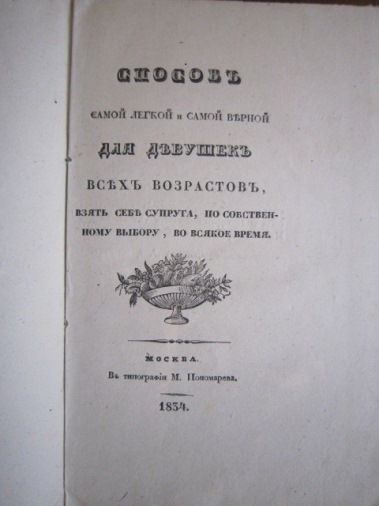 СПОСОБЪ
САМОЙ ЛЕГКОЙ и САМОЙ ВѢРНОЙ
ДЛЯ ДѢВУШЕКЪ
ВСѢХЪ ВОЗРАСТОВЪ,
ВЗЯТЬ СЕБѢ СУПРУГА, ПО СОБСТВЕН-
НОМУ ВЫБОРУ, ВО ВСЯКОЕ ВРЕМЯ.
МОСКВА.
Въ типографіи М. Пономарева.
1834.